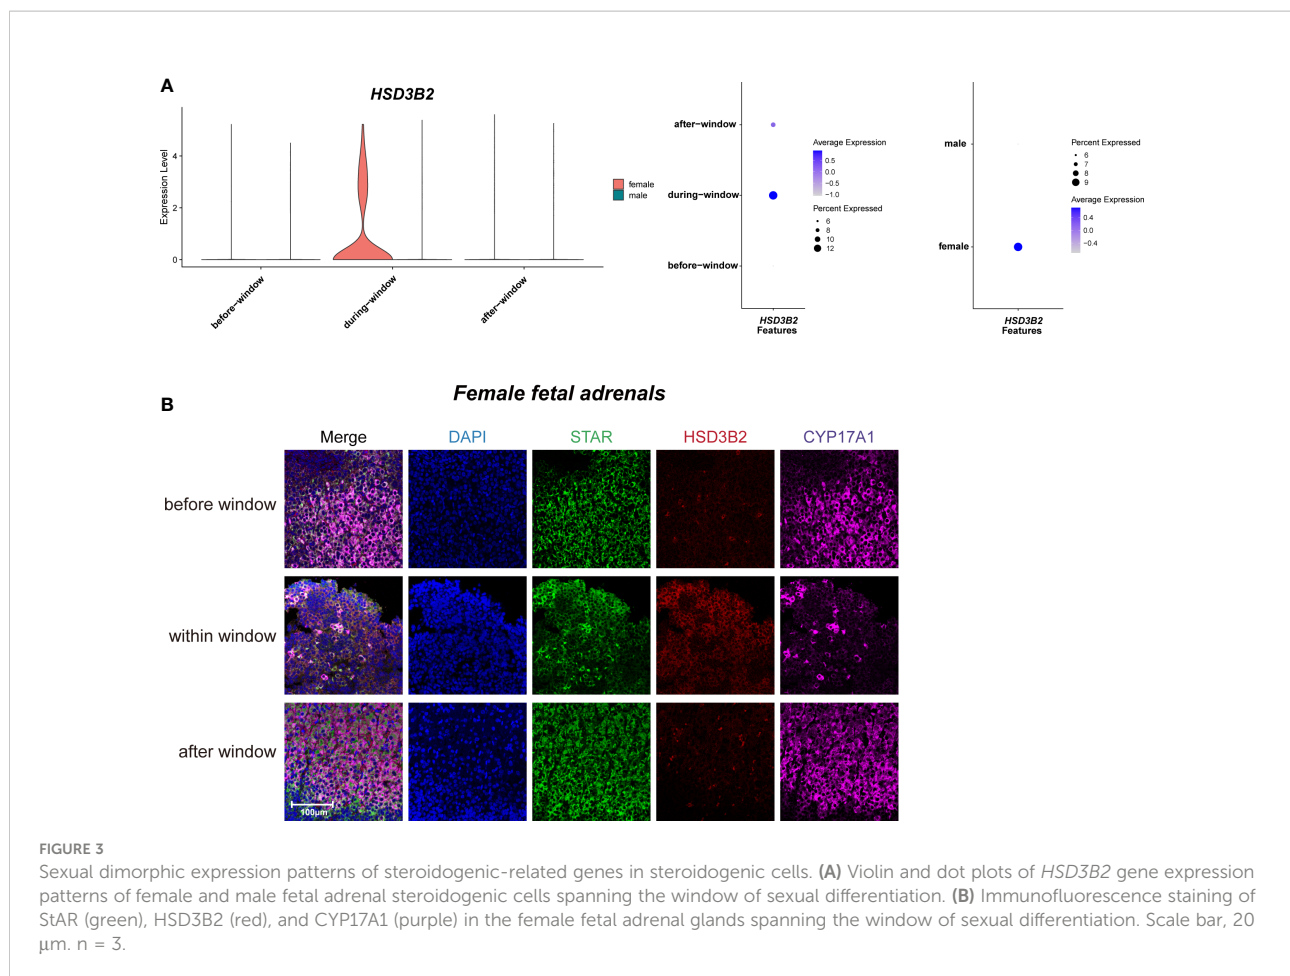 A
HSD3B2
Expression Level
4
2
0
before-window
during-window
after-window
female
male
after-window
during-window
before-window
HSD3B2
Features
Average Expression
0.5
0.0
-0.5
-1.0
Percent Expressed
6
8
10
12
male
female
HSD3B2
Features
Percent Expressed
6
7
8
9
Average Expression
0.4
0.0
-0.4
B
Female fetal adrenals
Merge DAPI STAR HSD3B2 CYP17A1
before window
within window
after window
100μm
FIGURE 3
Sexual dimorphic expression patterns of steroidogenic-related genes in steroidogenic cells. (A) Violin and dot plots of HSD3B2 gene expression
patterns of female and male fetal adrenal steroidogenic cells spanning the window of sexual differentiation. (B) Immunofluorescence staining of
StAR (green), HSD3B2 (red), and CYP17A1 (purple) in the female fetal adrenal glands spanning the window of sexual differentiation. Scale bar, 20
μm. n = 3.